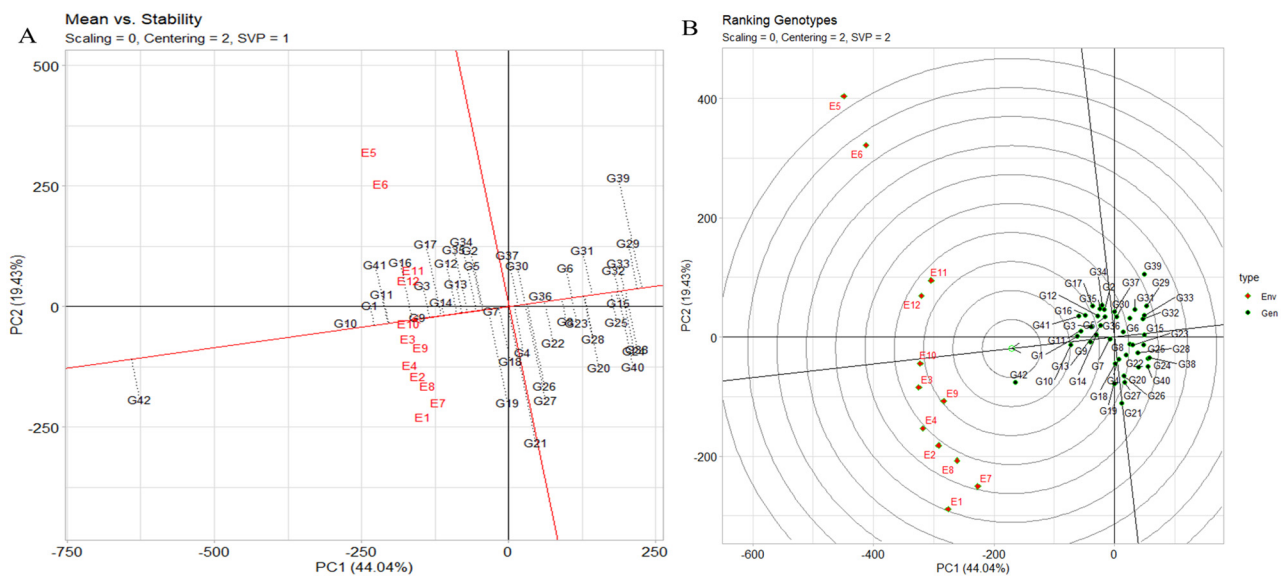 A
Mean vs. Stability
Scaling = 0, Centering = 2, SVP = 1
500
250
0
-250
PC2 (19.43%)
E5
E6
G39
G17
G34
G35
G2
G29
G31
G37
G41
G16
E11
G12
G5
G30
G6
G33
G32
E12
G3
G13
G11
G1
G14
G36
G15
G10
G9
G7
E10
G23
G25
E3
G22
G28
E9
G4
G18
E4
G20
G40
E2
E8
G26
G42
E7
G19
G27
E1
G21
-750
-500
-250
0
250
PC1 (44.04%)
B
Ranking Genotypes
Scaling = 0, Centering = 2, SVP = 2
400
200
0
-200
PC2 (19.43%)
E5
E6
E11
G34
G39
G17
G2
G37
G29
E12
G12
G35
G30
G31
G33
G16
G32
G41
G3
G36
G6
G15
G11
G23
E10
G1
G9
G8
G25
G28
G42
G10
G13
G22
G24
G38
E3
G14
G7
G4
G20
G40
E9
G18
G27
G26
E4
G19
G21
E2
E8
E7
E1
-600
-400
-200
0
PC1 (44.04%)
type
Env
Gen